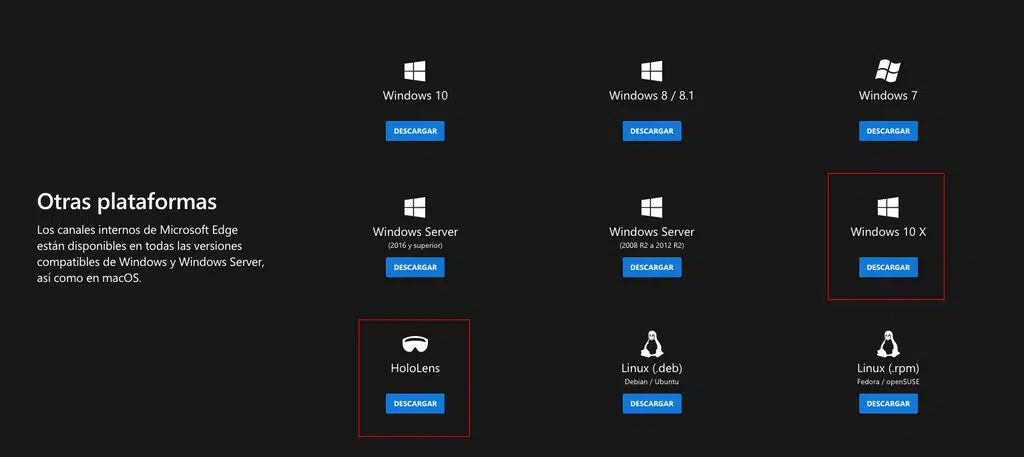 Windows 10
DESCARGAR
Windows 8 / 8.1
DESCARGAR
Windows 7
DESCARGAR
Otras plataformas
Los canales internos de Microsoft Edge
están disponibles en todas las versiones
compatibles de Windows y Windows Server,
así como en macOS.
Windows Server
(2016 y superior)
DESCARGAR
Windows Server
(2008 R2 a 2012 R2)
DESCARGAR
Windows 10 X
DESCARGAR
HoloLens
DESCARGAR
Linux (.deb)
Debian / Ubuntu
DESCARGAR
Linux (.rpm)
Fedora / openSUSE
DESCARGAR